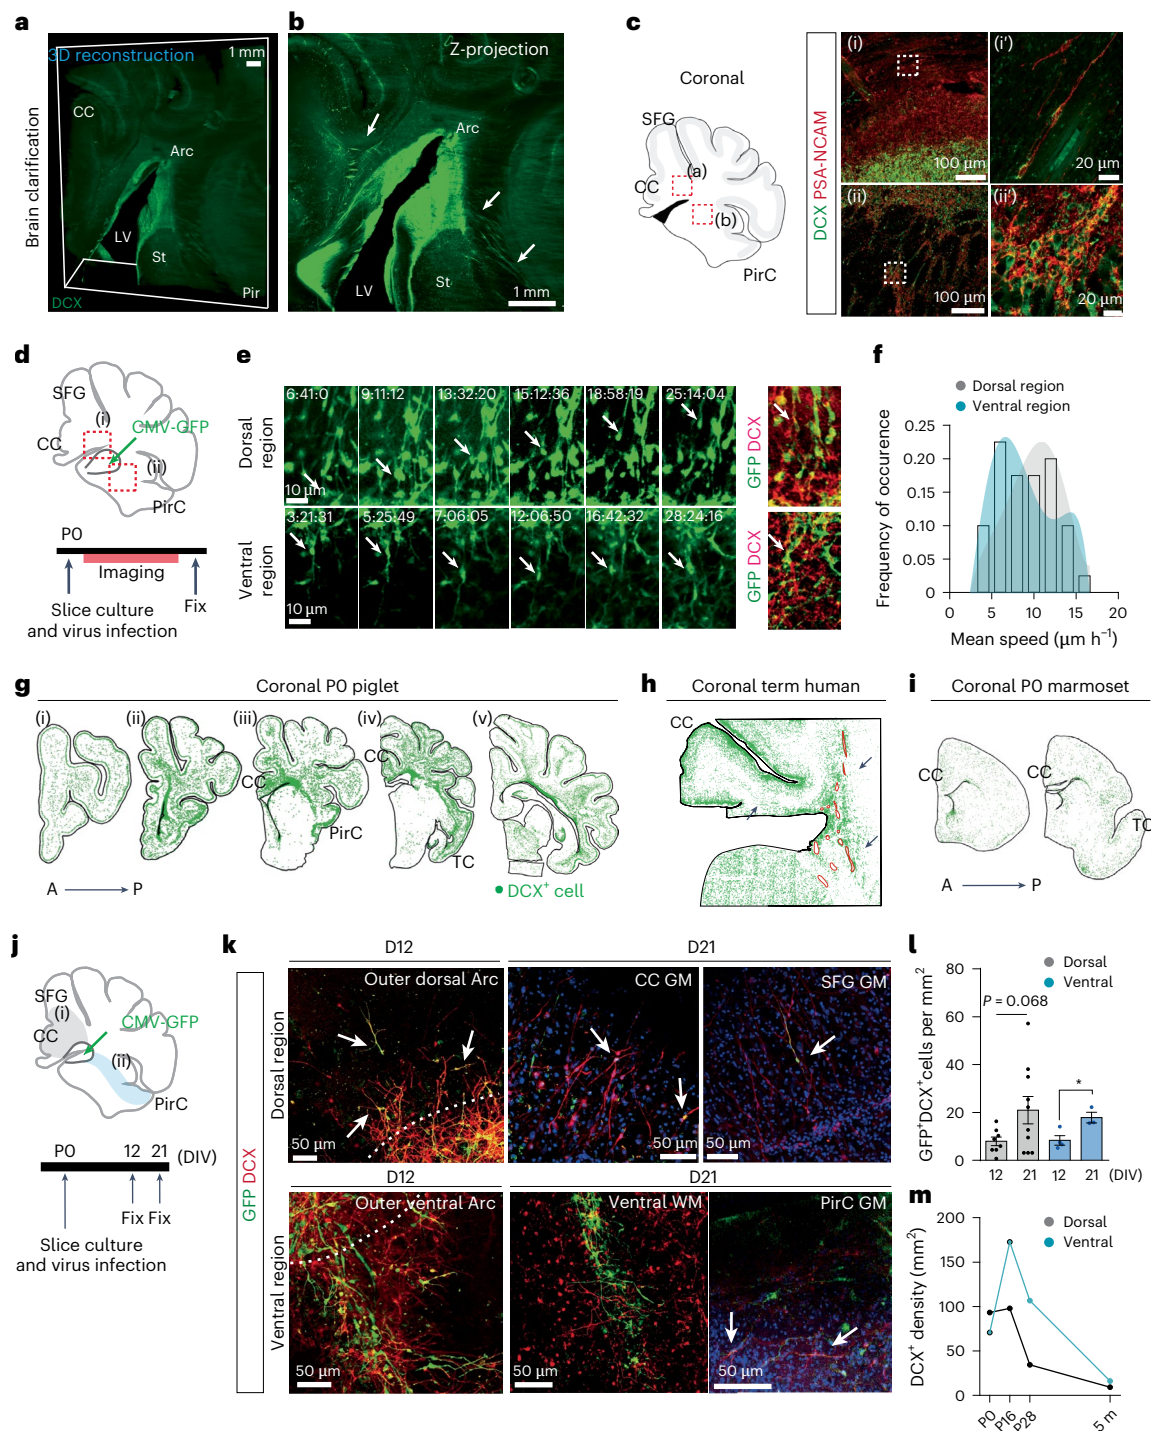 a
3D reconstruction
1 mm
CC
Arc
LV
St
Pir
DCX
Brain clarification
b
Z-projection
Arc
LV
St
1 mm
c
Coronal
SFG
(a)
CC
(b)
PirC
DCX PSA-NCAM
(i)
100 µm
(i′)
20 µm
(ii)
100 µm
(ii′)
20 µm
d
SFG
(i)
CMV-GFP
CC
(ii)
PirC
P0
Imaging
Slice culture
and virus infection
Fix
e
Dorsal
region
6:41:0
9:11:12
13:32:20
15:12:36
18:58:19
25:14:04
10 µm
GFP DCX
Ventral
region
3:21:31
5:25:49
7:06:05
12:06:50
16:42:32
28:24:16
10 µm
GFP DCX
f
Dorsal region
Ventral region
Frequency of occurrence
0.25
0.20
0.15
0.10
0.05
0
0 5 10 15 20
Mean speed (µm h⁻¹)
g
Coronal P0 piglet
(i)
(ii)
(iii)
(iv)
(v)
CC
CC
PirC
TC
A
P
DCX⁺ cell
h
Coronal term human
CC
i
Coronal P0 marmoset
CC
CC
TC
A
P
j
SFG
(i)
CC
CMV-GFP
(ii)
PirC
P0 12 21 (DIV)
Fix Fix
Slice culture
and virus infection
k
GFP DCX
D12
D21
Dorsal region
Outer dorsal Arc
50 µm
CC GM
50 µm
SFG GM
50 µm
D12
D21
Ventral region
Outer ventral Arc
50 µm
Ventral WM
50 µm
PirC GM
50 µm
l
Dorsal
Ventral
GFP⁺DCX⁺cells per mm²
80
60
40
20
0
P = 0.068
*
12 21 12 21 (DIV)
m
Dorsal
Ventral
DCX⁺ density (mm²)
200
150
100
50
0
P0 P16 P28 5 m